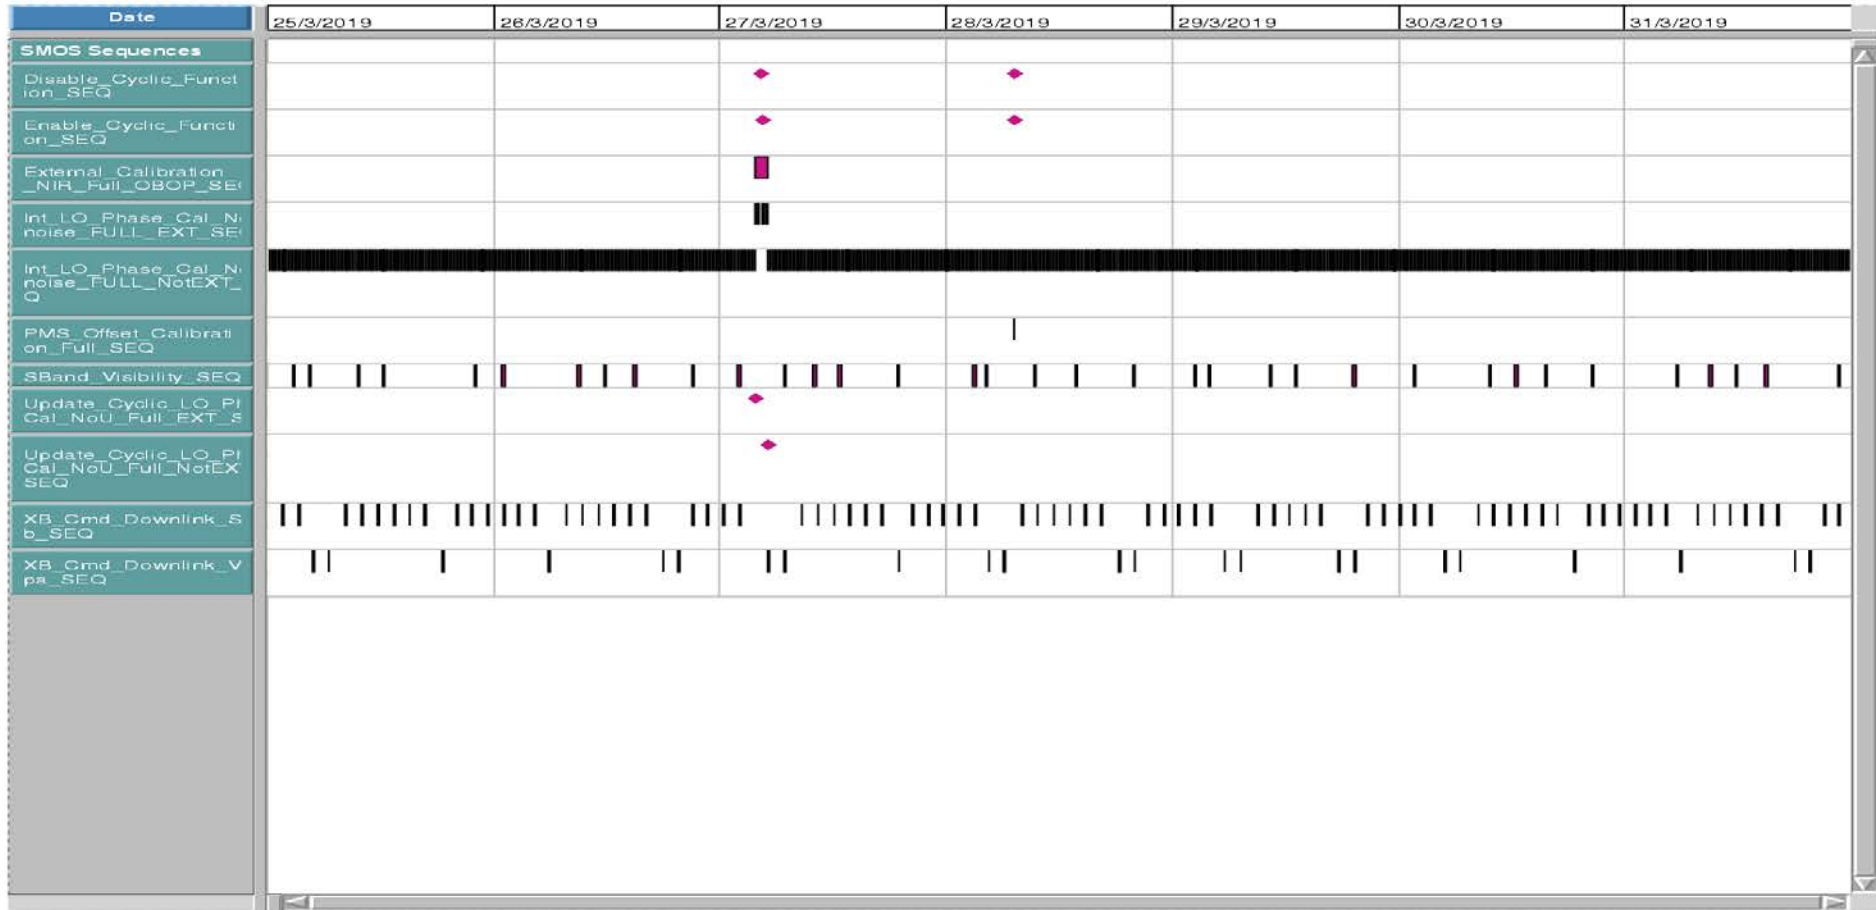 Date
25/3/2019 26/3/2019 27/3/2019 28/3/2019 29/3/2019 30/3/2019 31/3/2019
SMOS Sequences
Disable_Cyclic_Funct
ion_SEQ
Enable_Cyclic_Functi
on_SEQ
External_Calibration
_NIR_Full_OBOP_SE
Int_LO_Phase_Cal_N
noise_FULL_EXT_SE
Int_LO_Phase_Cal_N
noise_FULL_NotEXT_
Q
PMS_Offset_Calibrati
on_Full_SEQ
SBand_Visibility_SEQ
Update_Cyclic_LO_P
Cal_NoU_Full_EXT_S
Update_Cyclic_LO_P
Cal_NoU_Full_NotEX
SEQ
XB_Cmd_Downlink_S
b_SEQ
XB_Cmd_Downlink_V
pa_SEQ